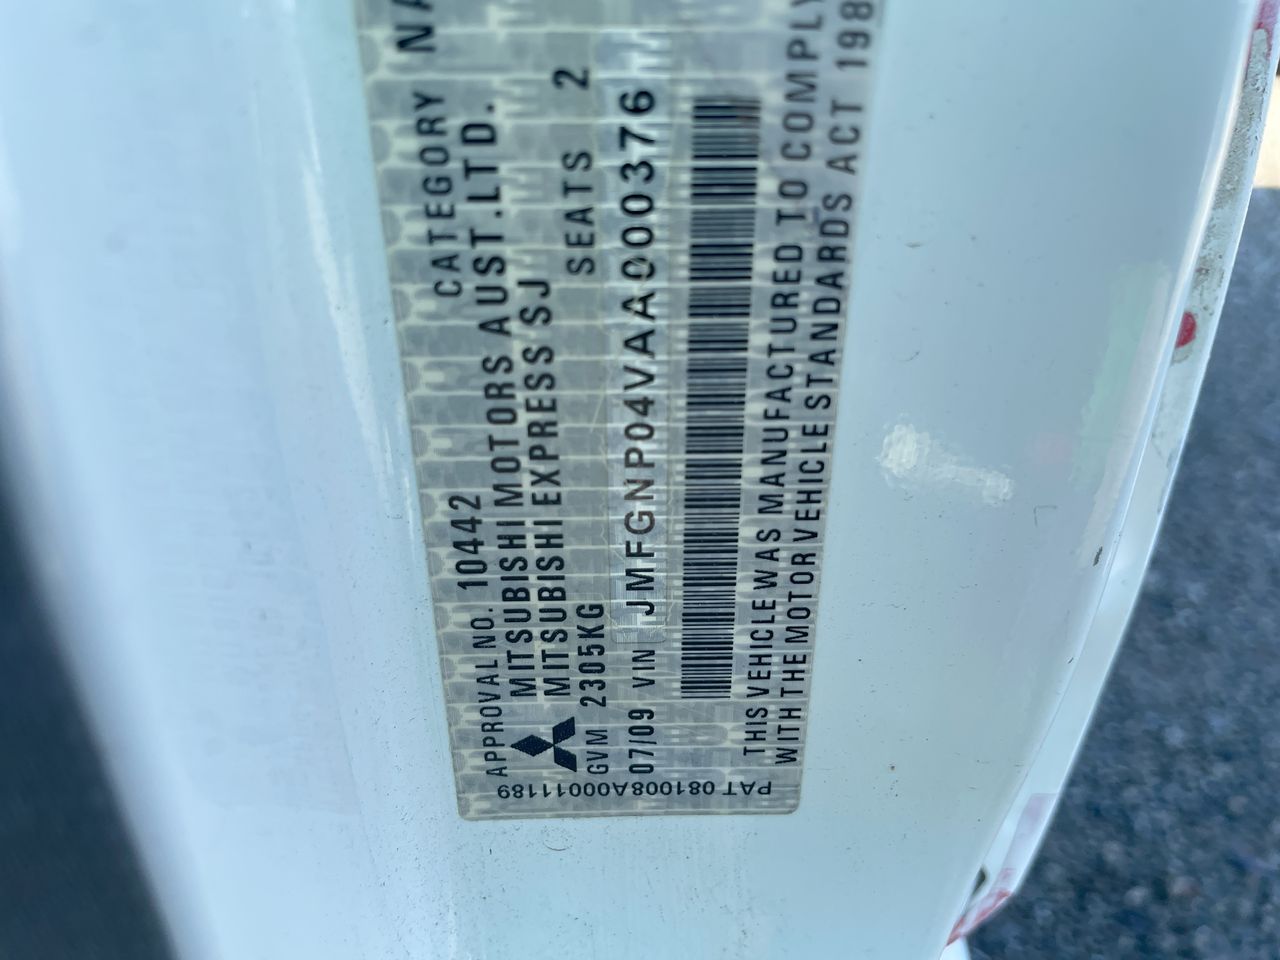 APPROVAL NO. 10442 CATEGORY NA
MITSUBISHI MOTORS AUST.LTD.
MITSUBISHI EXPRESS SJ
GVM 2305KG SEATS 2
07/09 VIN JMFGNP04VAA000376
THIS VEHICLE WAS MANUFACTURED TO COMPLY
WITH THE MOTOR VEHICLE STANDARDS ACT 198
PAT 081008A00011189